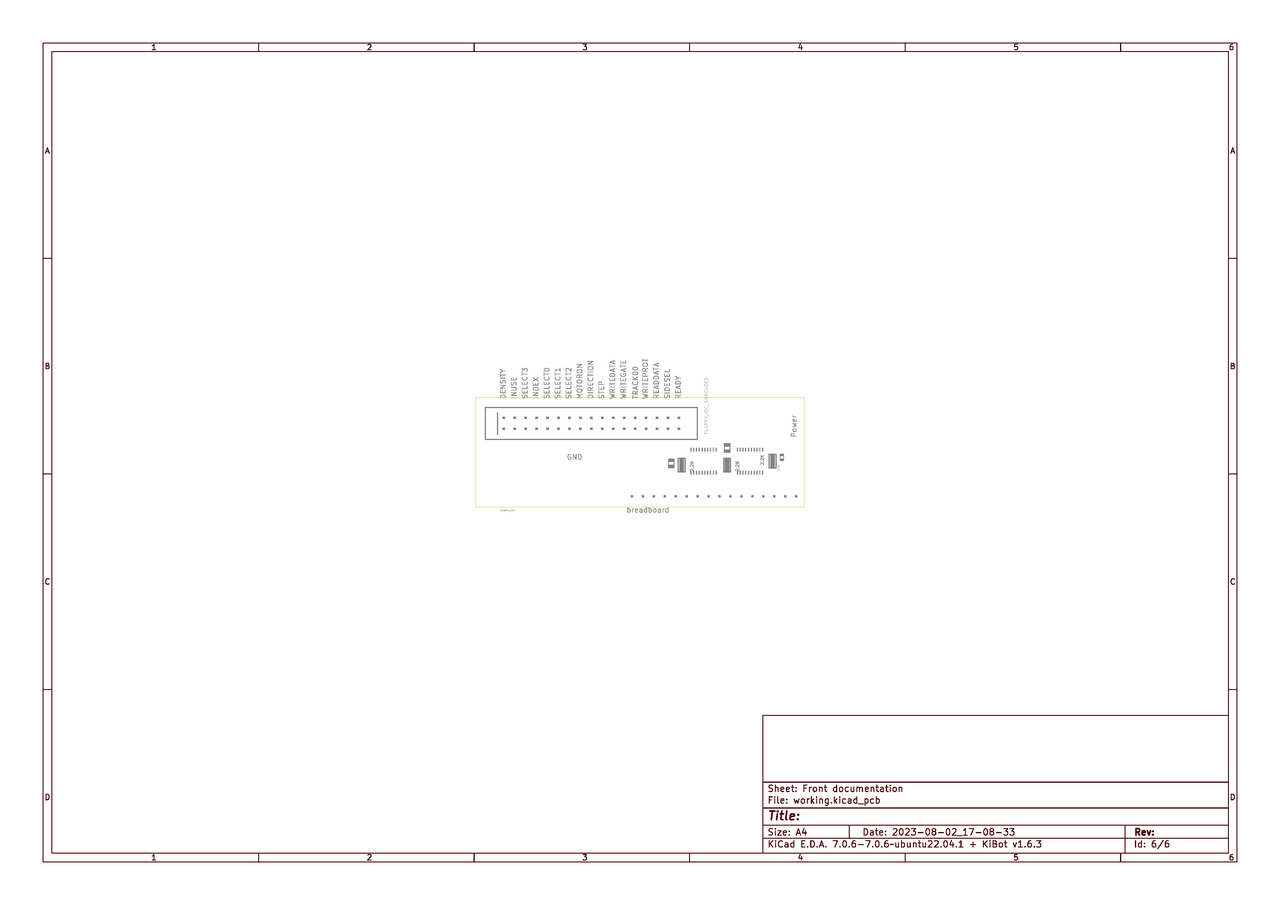 1 2 3 4 5 6
A A
B B
DENSITY
INUSE
SELECT3
INDEX
SELECT0
SELECT1
SELECT2
MOTORON
DIRECTION
STEP
WRITEDATA
WRITEGATE
TRACK00
WRITEPROT
READDATA
SIDESEL
READY
FLOPPY_IDC_SHROUDED
Power
GND
2.2K
2.2K
2.2K
breadboard
C C
D D
Sheet: Front documentation
File: working.kicad_pcb
Title:
Size: A4 Date: 2023-08-02_17-08-33 Rev:
KiCad E.D.A. 7.0.6-7.0.6~ubuntu22.04.1 + KiBot v1.6.3 Id: 6/6
1 2 3 4 5 6